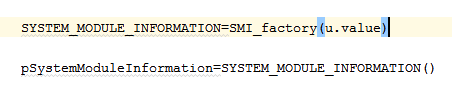 SYSTEM_MODULE_INFORMATION=SMI_factory(u.value)
pSystemModuleInformation=SYSTEM_MODULE_INFORMATION()